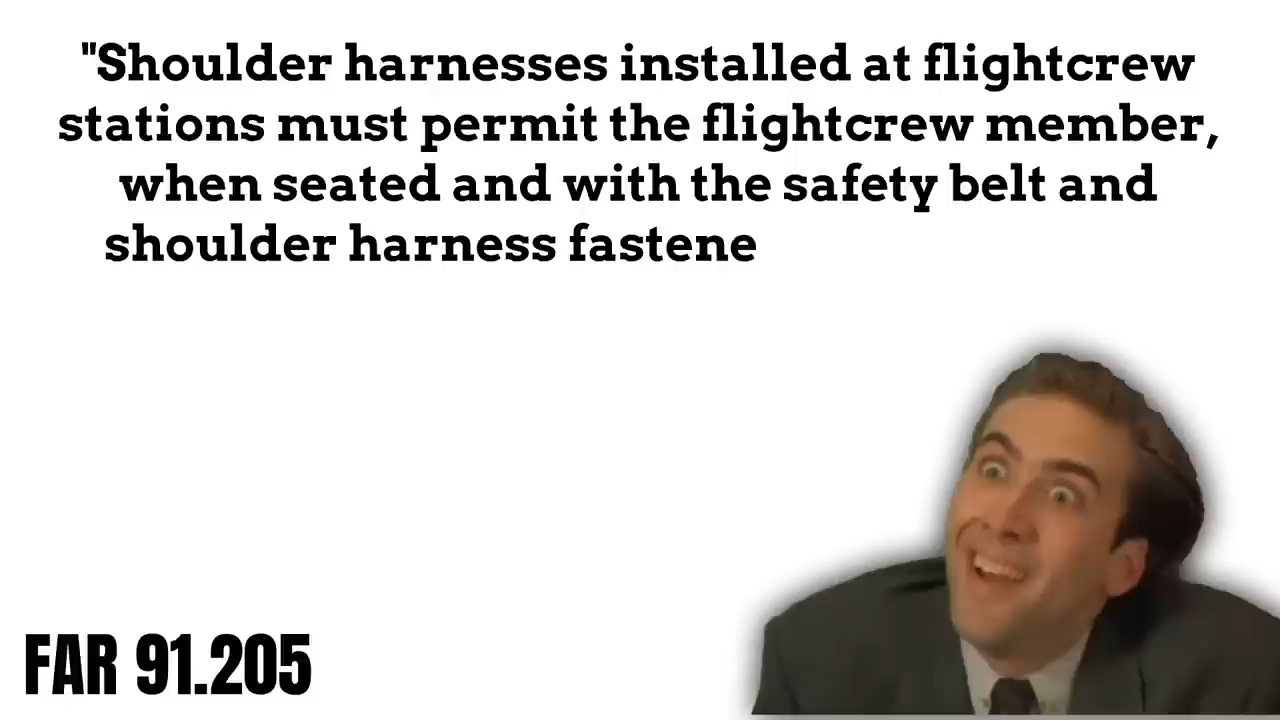 "Shoulder harnesses installed at flightcrew
stations must permit the flightcrew member,
when seated and with the safety belt and
shoulder harness fastene
FAR 91.205